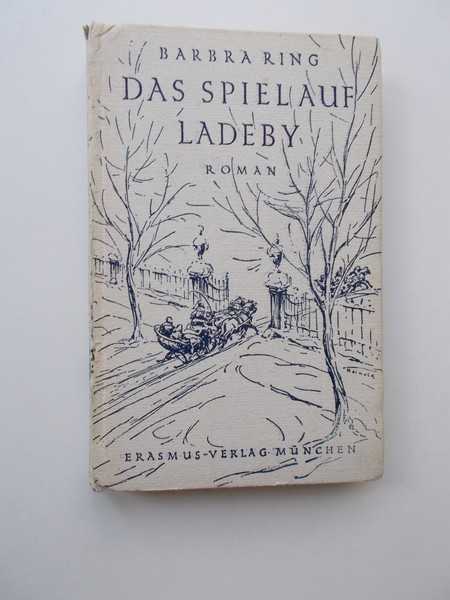 BARBRA RING
DAS SPIEL AUF
LADEBY
ROMAN
ERASMUS-VERLAG·MÜNCHEN